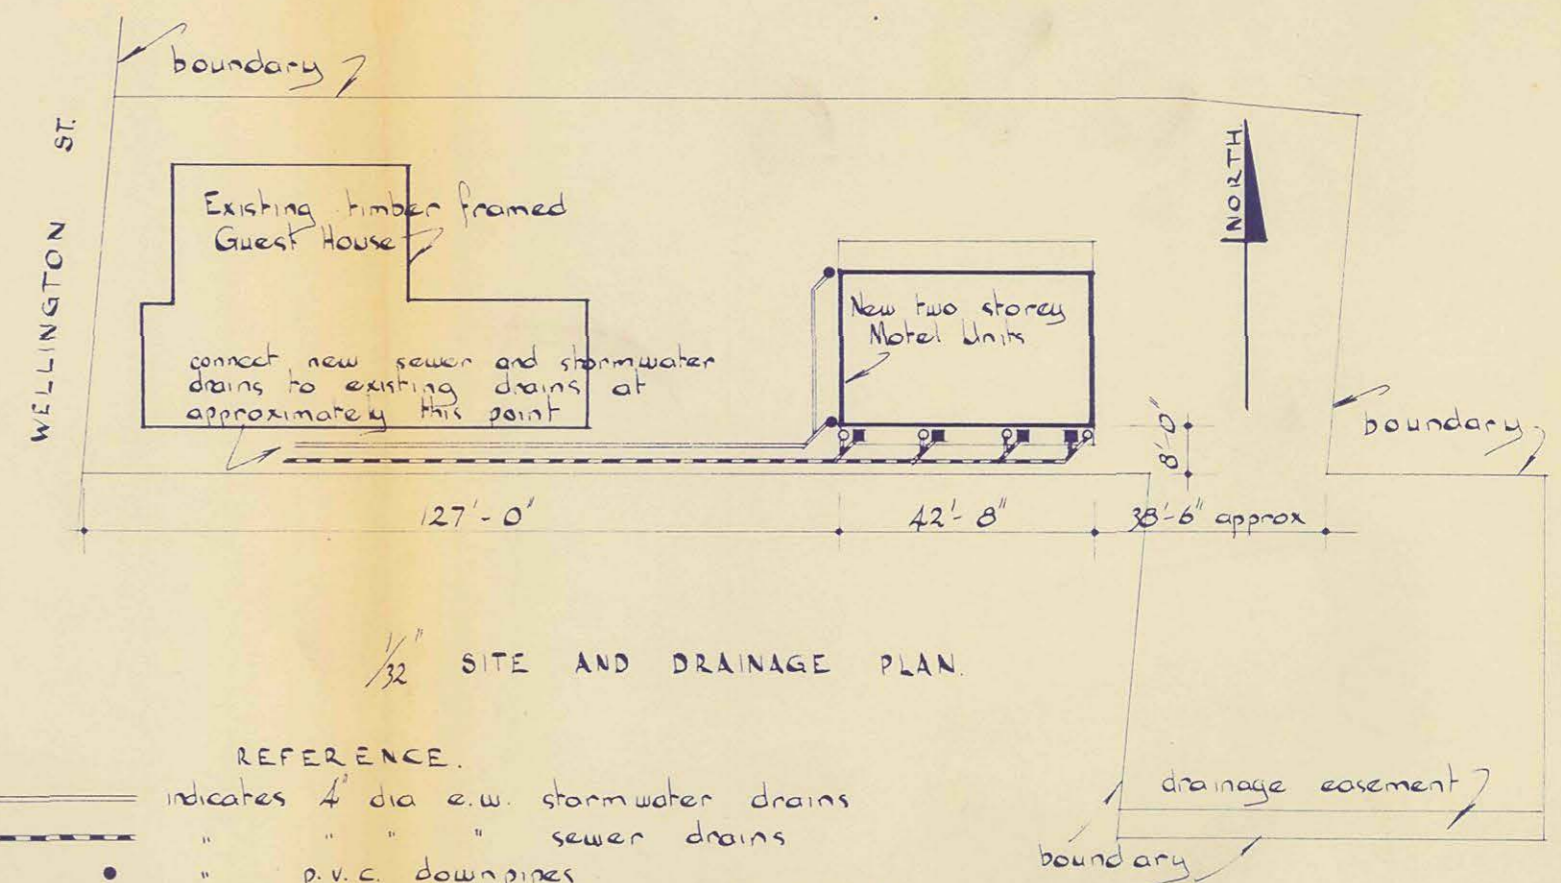 boundary
WELLINGTON ST.
NORTH
Existing timber framed
Guest House
New two storey
Motel Units
connect new sewer and stormwater
drains to existing drains at
approximately this point
boundary
8'-0"
127'-0"
42'-8"
38'-6" approx
1/32" SITE AND DRAINAGE PLAN.
REFERENCE.
indicates 4" dia e.w. stormwater drains
" " " " sewer drains
" p.v.c. downpipes
drainage easement
boundary